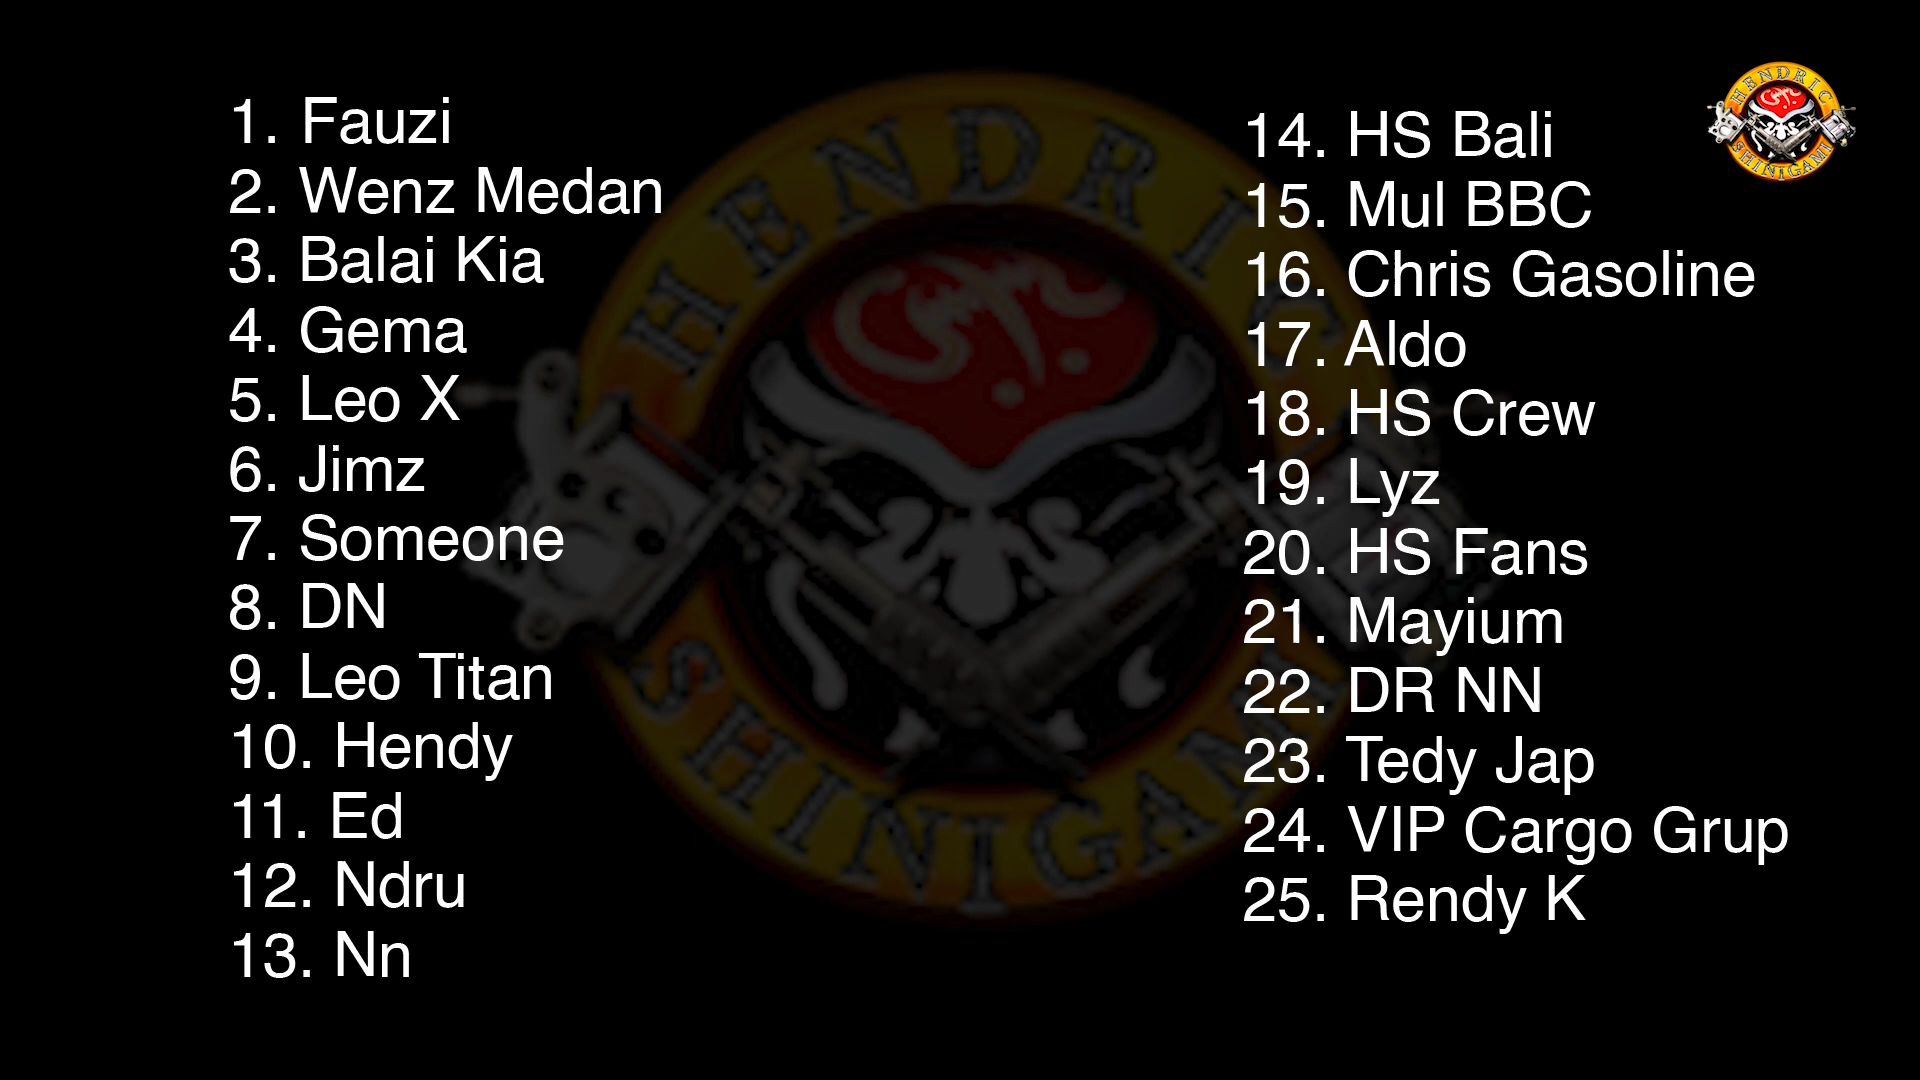 1. Fauzi
2. Wenz Medan
3. Balai Kia
4. Gema
5. Leo X
6. Jimz
7. Someone
8. DN
9. Leo Titan
10. Hendy
11. Ed
12. Ndru
13. Nn
14. HS Bali
15. Mul BBC
16. Chris Gasoline
17. Aldo
18. HS Crew
19. Lyz
20. HS Fans
21. Mayium
22. DR NN
23. Tedy Jap
24. VIP Cargo Grup
25. Rendy K
HENDRIC
SHINIGAMI
HENDRIC
SHINIGAMI